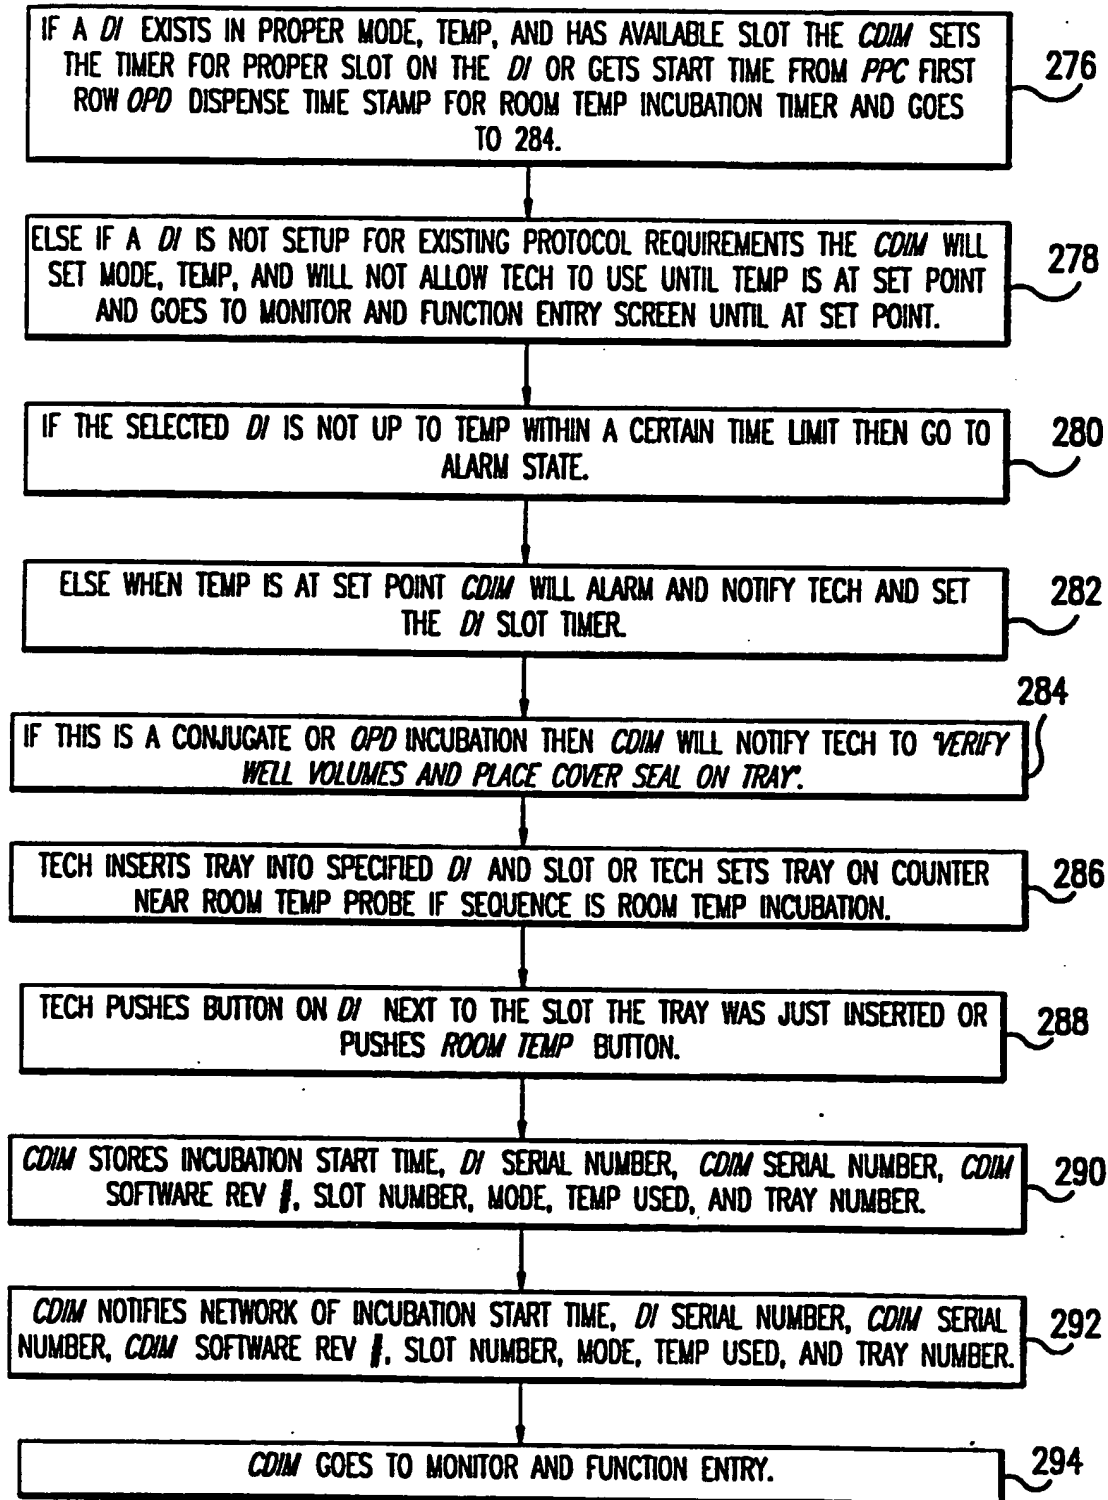 IF A DI EXISTS IN PROPER MODE, TEMP, AND HAS AVAILABLE SLOT THE CDIM SETS
THE TIMER FOR PROPER SLOT ON THE DI OR GETS START TIME FROM PPC FIRST
ROW OPD DISPENSE TIME STAMP FOR ROOM TEMP INCUBATION TIMER AND GOES
TO 284.
276
ELSE IF A DI IS NOT SETUP FOR EXISTING PROTOCOL REQUIREMENTS THE CDIM WILL
SET MODE, TEMP, AND WILL NOT ALLOW TECH TO USE UNTIL TEMP IS AT SET POINT
AND GOES TO MONITOR AND FUNCTION ENTRY SCREEN UNTIL AT SET POINT.
278
IF THE SELECTED DI IS NOT UP TO TEMP WITHIN A CERTAIN TIME LIMIT THEN GO TO
ALARM STATE.
280
ELSE WHEN TEMP IS AT SET POINT CDIM WILL ALARM AND NOTIFY TECH AND SET
THE DI SLOT TIMER.
282
IF THIS IS A CONJUGATE OR OPD INCUBATION THEN CDIM WILL NOTIFY TECH TO "VERIFY
WELL VOLUMES AND PLACE COVER SEAL ON TRAY".
284
TECH INSERTS TRAY INTO SPECIFIED DI AND SLOT OR TECH SETS TRAY ON COUNTER
NEAR ROOM TEMP PROBE IF SEQUENCE IS ROOM TEMP INCUBATION.
286
TECH PUSHES BUTTON ON DI NEXT TO THE SLOT THE TRAY WAS JUST INSERTED OR
PUSHES ROOM TEMP BUTTON.
288
CDIM STORES INCUBATION START TIME, DI SERIAL NUMBER, CDIM SERIAL NUMBER, CDIM
SOFTWARE REV #, SLOT NUMBER, MODE, TEMP USED, AND TRAY NUMBER.
290
CDIM NOTIFIES NETWORK OF INCUBATION START TIME, DI SERIAL NUMBER, CDIM SERIAL
NUMBER, CDIM SOFTWARE REV #, SLOT NUMBER, MODE, TEMP USED, AND TRAY NUMBER.
292
CDIM GOES TO MONITOR AND FUNCTION ENTRY.
294